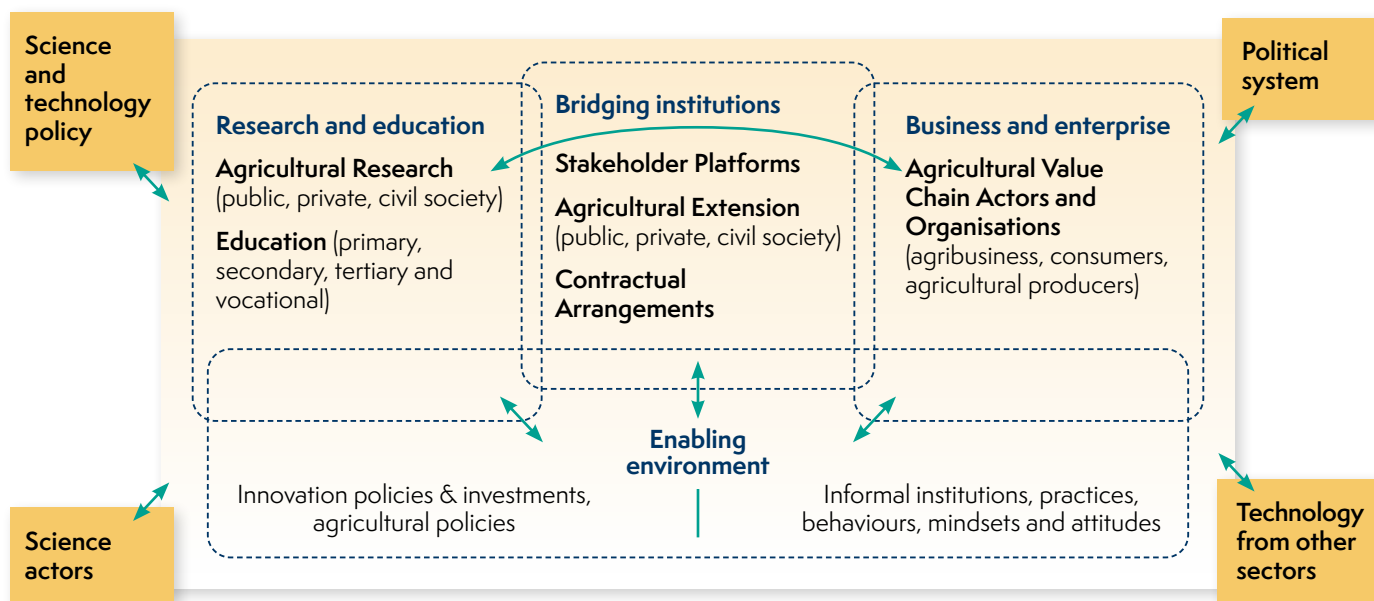 Science
and
technology
policy
Political
system
Research and education
Agricultural Research
(public, private, civil society)
Education (primary,
secondary, tertiary and
vocational)
Bridging institutions
Stakeholder Platforms
Agricultural Extension
(public, private, civil society)
Contractual
Arrangements
Business and enterprise
Agricultural Value
Chain Actors and
Organisations
(agribusiness, consumers,
agricultural producers)
Enabling
environment
Innovation policies & investments,
agricultural policies
Informal institutions, practices,
behaviours, mindsets and attitudes
Science
actors
Technology
from other
sectors